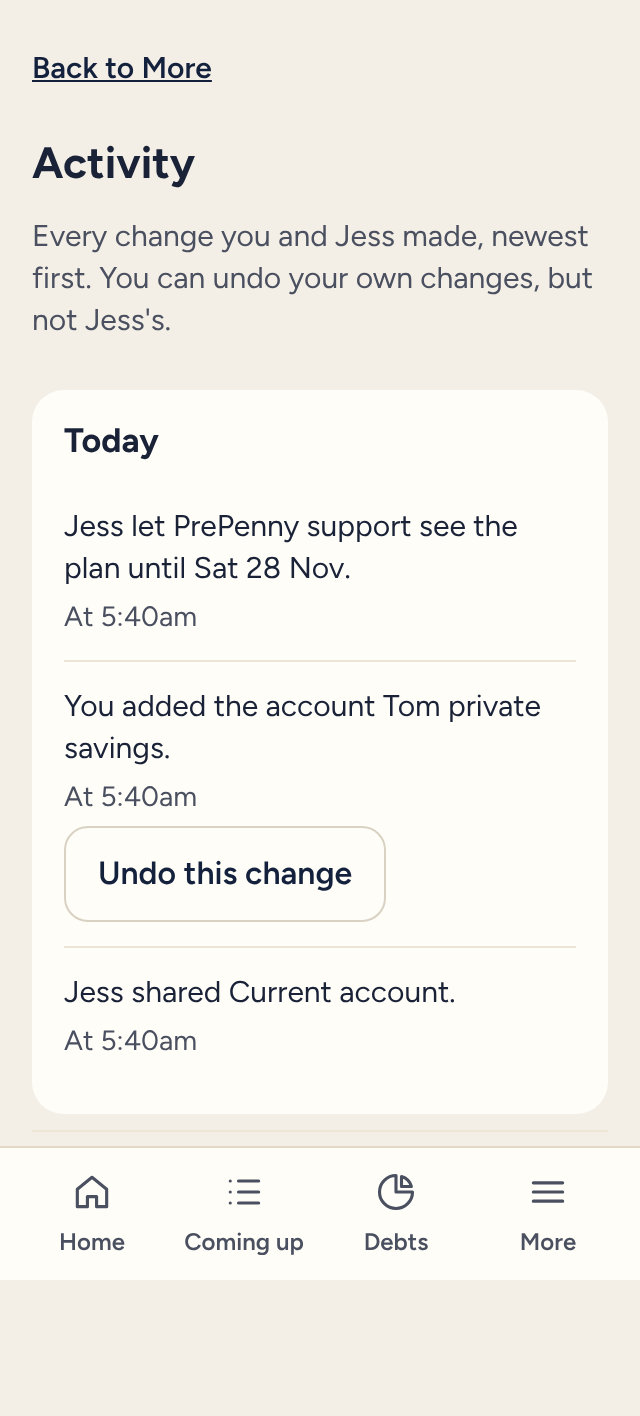 Back to More
Activity
Every change you and Jess made, newest
first. You can undo your own changes, but
not Jess's.
Today
Jess let PrePenny support see the
plan until Sat 28 Nov.
At 5:40am
You added the account Tom private
savings.
At 5:40am
Undo this change
Jess shared Current account.
At 5:40am
Home
Coming up
Debts
More